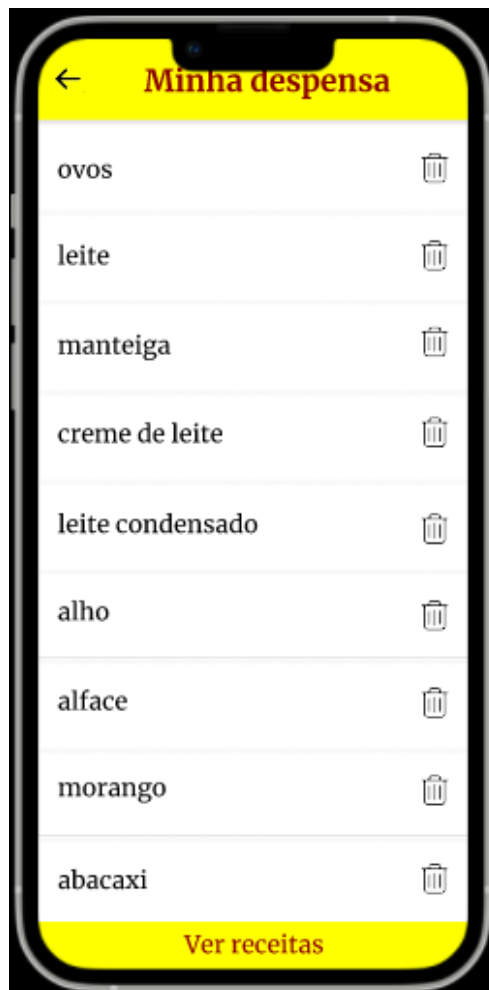 Minha despensa
ovos
leite
manteiga
creme de leite
leite condensado
alho
alface
morango
abacaxi
Ver receitas